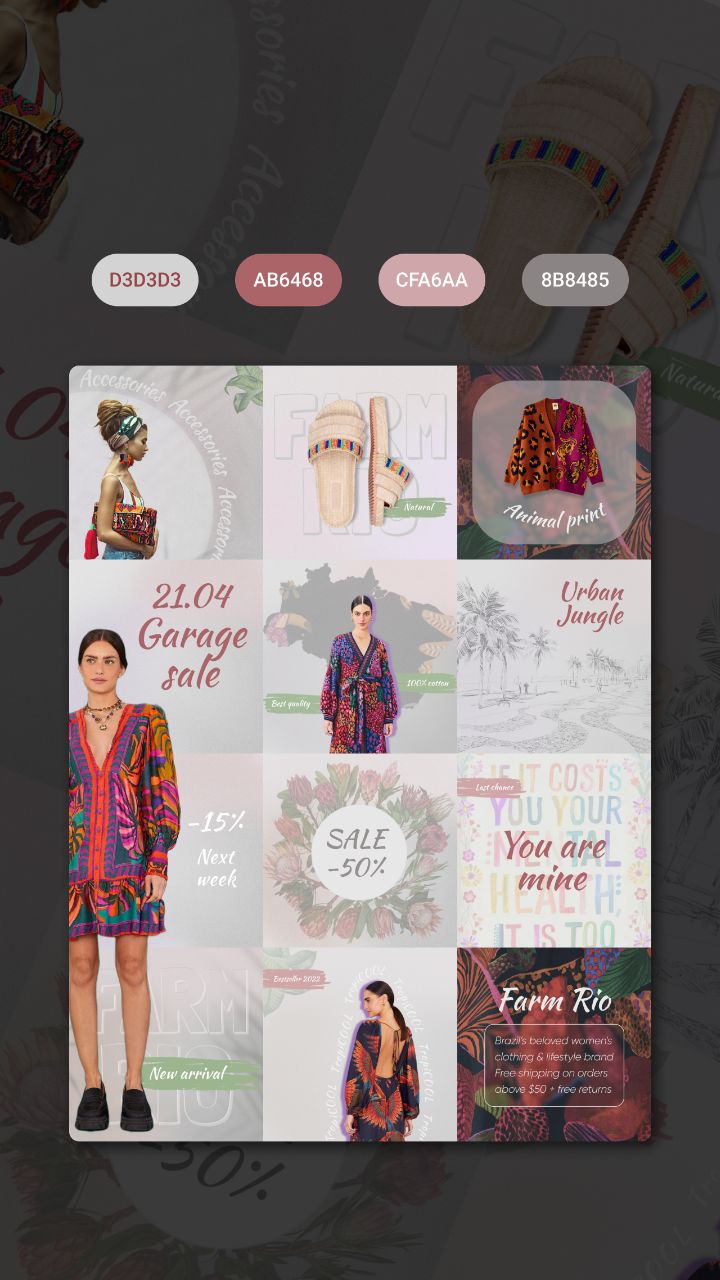 D3D3D3
AB6468
CFA6AA
8B8485
Accessories Accessories Accessori
FARM
RIO
Natural
Animal print
21.04
Garage
sale
Best quality
100% cotton
Urban
Jungle
-15%
Next
week
SALE
-50%
Last chance
IF IT COSTS
YOU YOUR
MENTAL
HEALTH,
IT IS TOO
You are
mine
FARM
RIO
New arrival
Bestseller 2022
TropiCOOL TropiCOOL TropiCOOL
Farm Rio
Brazil's beloved women's
clothing & lifestyle brand
Free shipping on orders
above $50 + free returns
-50%